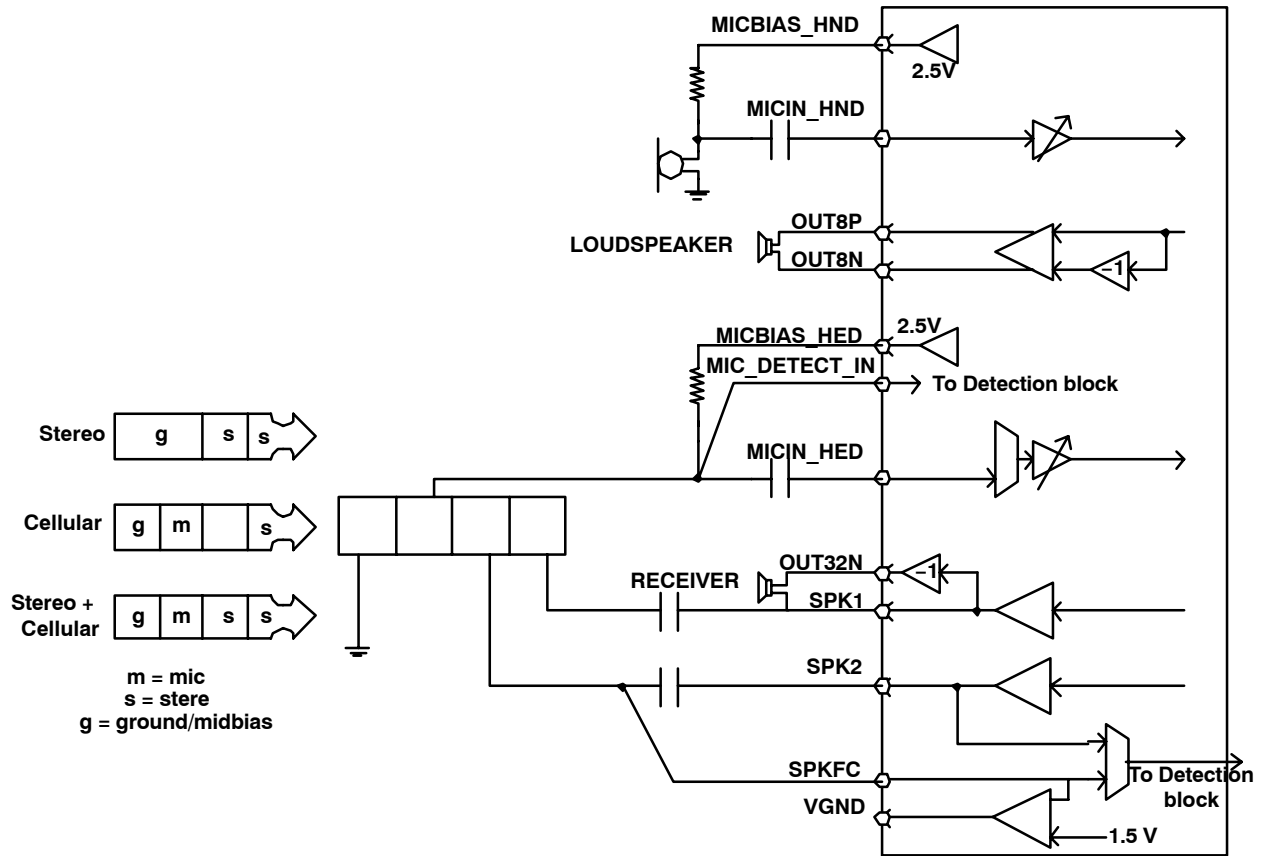 MICBIAS_HND
2.5V
MICIN_HND
OUT8P
LOUDSPEAKER
OUT8N
–1
2.5V
MICBIAS_HED
MIC_DETECT_IN
To Detection block
Stereo
g s s
MICIN_HED
Cellular
g m s
OUT32N
–1
RECEIVER
SPK1
Stereo +
Cellular
g m s s
SPK2
m = mic
s = stere
g = ground/midbias
SPKFC
To Detection
block
VGND
1.5 V